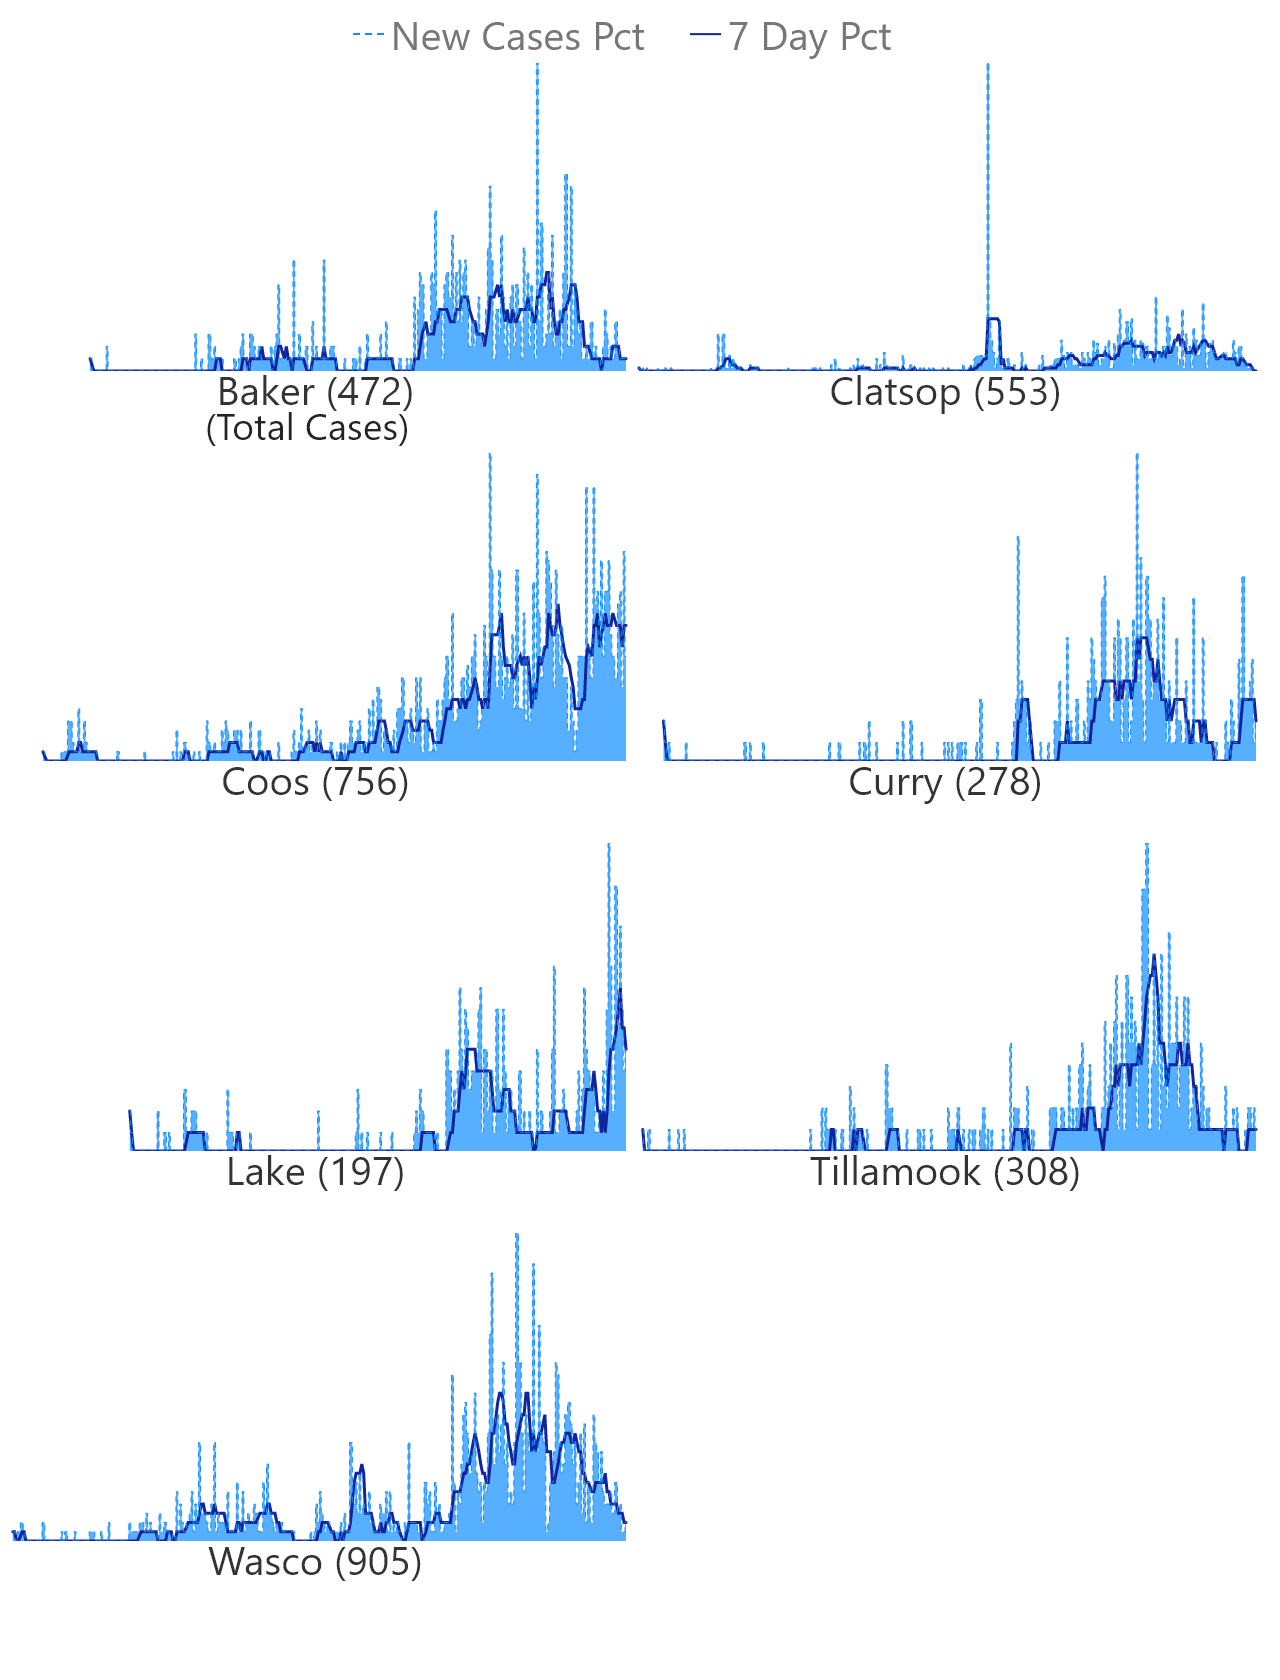 New Cases Pct 7 Day Pct
Baker (472)
(Total Cases)
Clatsop (553)
Coos (756)
Curry (278)
Lake (197)
Tillamook (308)
Wasco (905)